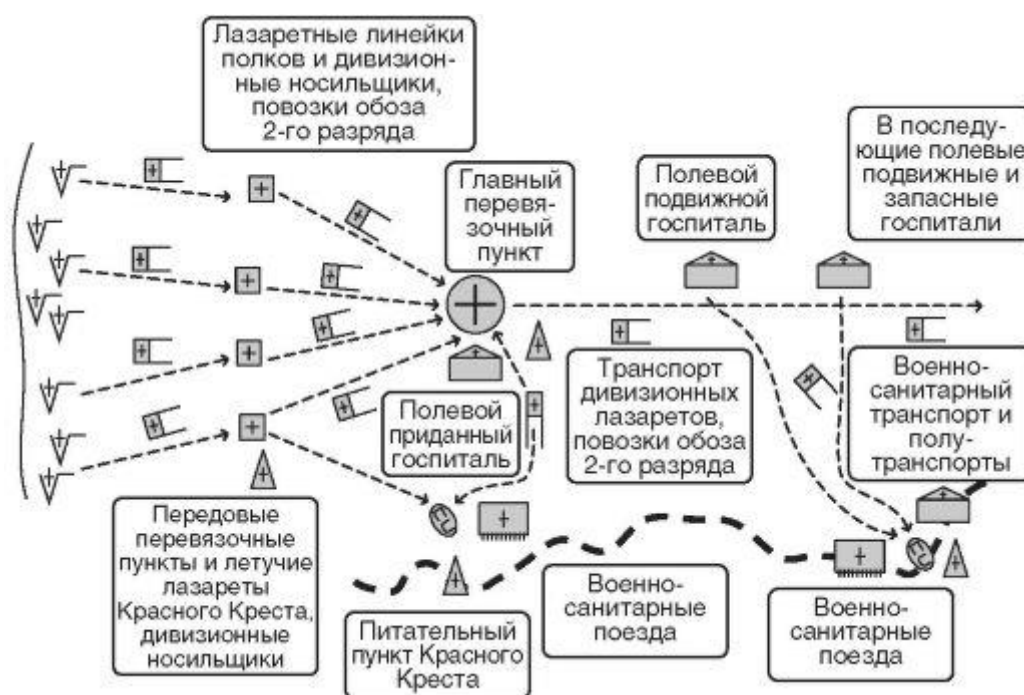 Лазаретные линейки
полков и дивизион-
ные носильщики,
повозки обоза
2-го разряда
Главный
перевя-
зочный
пункт
Полевой
подвижной
госпиталь
В последу-
ющие полевые
подвижные и
запасные
госпитали
Полевой
приданный
госпиталь
Транспорт
дивизионных
лазаретов,
повозки обоза
2-го разряда
Военно-
санитарный
транспорт и
полу-
транспорты
Передовые
перевязочные
пункты и летучие
лазареты
Красного Креста,
дивизионные
носильщики
Питательный
пункт Красного
Креста
Военно-
санитарные
поезда
Военно-
санитарные
поезда